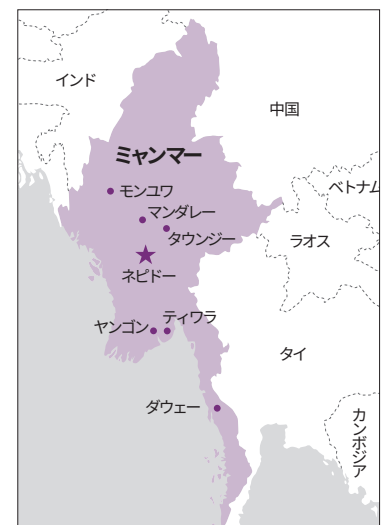 インド
中国
ミャンマー
ベトナム
モンユワ
マンダレー
タウンジー
ラオス
ネピドー
ヤンゴン
ティワラ
タイ
ダウェー
カンボジア